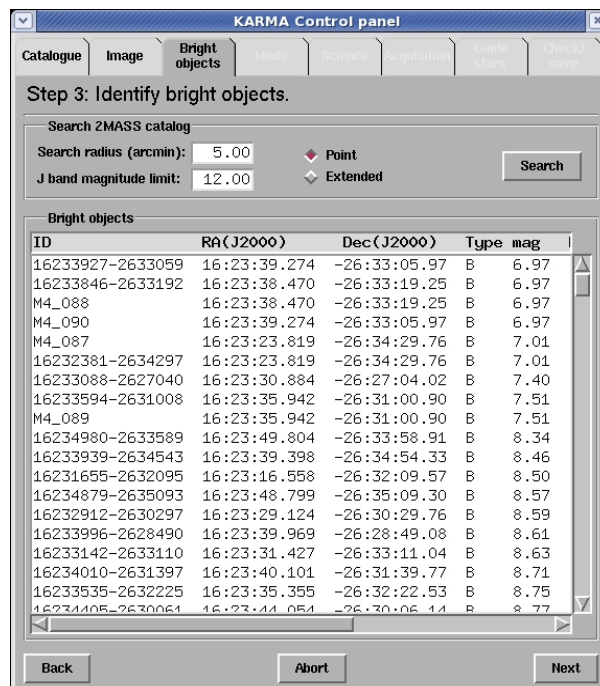 KARMA Control panel
Catalogue Image Bright objects Mode Science Acquisition Guide stars Check/ save
Step 3: Identify bright objects.
Search 2MASS catalog
Search radius (arcmin): 5.00 Point
J band magnitude limit: 12.00 Extended
Search
Bright objects
ID RA(J2000) Dec(J2000) Type mag
16233927-2633059 16:23:39.274 -26:33:05.97 B 6.97
16233846-2633192 16:23:38.470 -26:33:19.25 B 6.97
M4_088 16:23:38.470 -26:33:19.25 B 6.97
M4_090 16:23:39.274 -26:33:05.97 B 6.97
M4_087 16:23:23.819 -26:34:29.76 B 7.01
16232381-2634297 16:23:23.819 -26:34:29.76 B 7.01
16233088-2627040 16:23:30.884 -26:27:04.02 B 7.40
16233594-2631008 16:23:35.942 -26:31:00.90 B 7.51
M4_089 16:23:35.942 -26:31:00.90 B 7.51
16234980-2633589 16:23:49.804 -26:33:58.91 B 8.34
16233939-2634543 16:23:39.398 -26:34:54.33 B 8.46
16231655-2632095 16:23:16.558 -26:32:09.57 B 8.50
16234879-2635093 16:23:48.799 -26:35:09.30 B 8.57
16232912-2630297 16:23:29.124 -26:30:29.76 B 8.59
16233996-2628490 16:23:39.969 -26:28:49.08 B 8.61
16233142-2633110 16:23:31.427 -26:33:11.04 B 8.63
16234010-2631397 16:23:40.101 -26:31:39.77 B 8.71
16233535-2632225 16:23:35.355 -26:32:22.53 B 8.75
16234405-2630061 16:23:44.054 -26:30:06.14 B 8.77
Back Abort Next